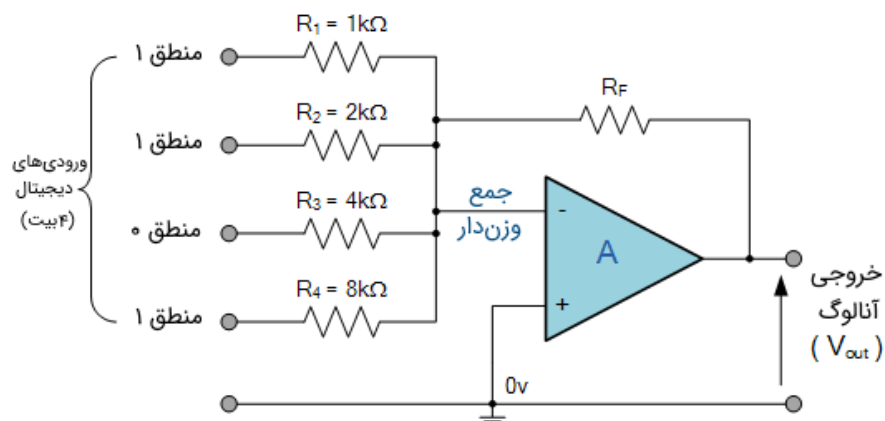 R₁ = 1kΩ
منطق ۱
R_F
R₂ = 2kΩ
منطق ۱
ورودی‌های
دیجیتال
(۴بیت)
R₃ = 4kΩ
منطق ۰
جمع
وزن‌دار
-
A
+
R₄ = 8kΩ
منطق ۱
خروجی
آنالوگ
( V_out )
0v